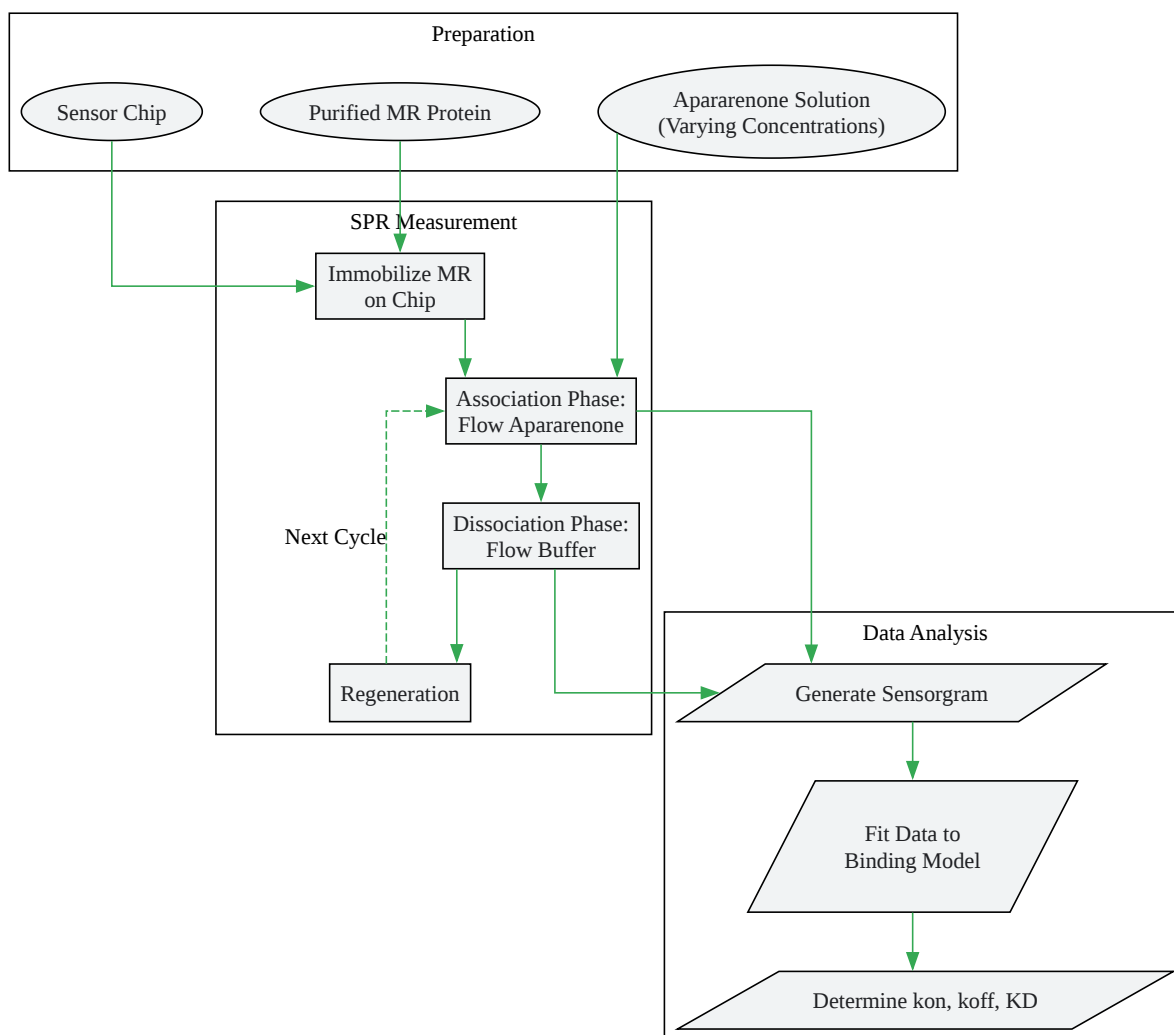 Preparation
Sensor Chip
Purified MR Protein
Apararenone Solution
(Varying Concentrations)
SPR Measurement
Immobilize MR
on Chip
Association Phase:
Flow Apararenone
Dissociation Phase:
Flow Buffer
Next Cycle
Regeneration
Data Analysis
Generate Sensorgram
Fit Data to
Binding Model
Determine kon, koff, KD